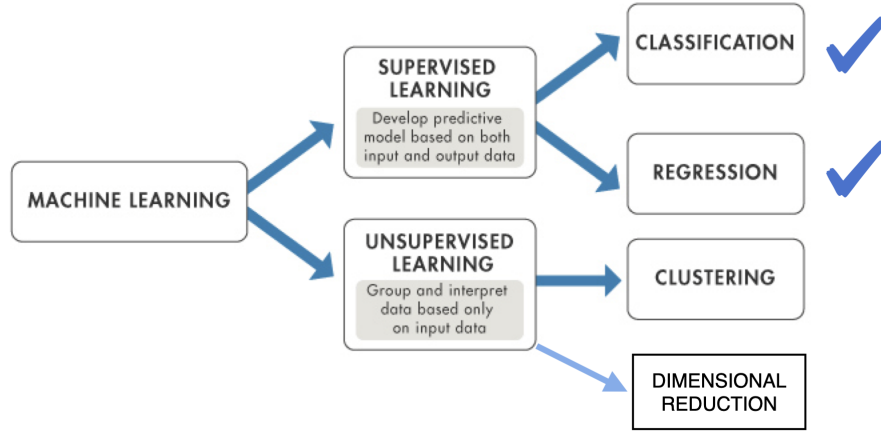 MACHINE LEARNING
SUPERVISED
LEARNING
Develop predictive
model based on both
input and output data
UNSUPERVISED
LEARNING
Group and interpret
data based only
on input data
CLASSIFICATION
REGRESSION
CLUSTERING
DIMENSIONAL
REDUCTION